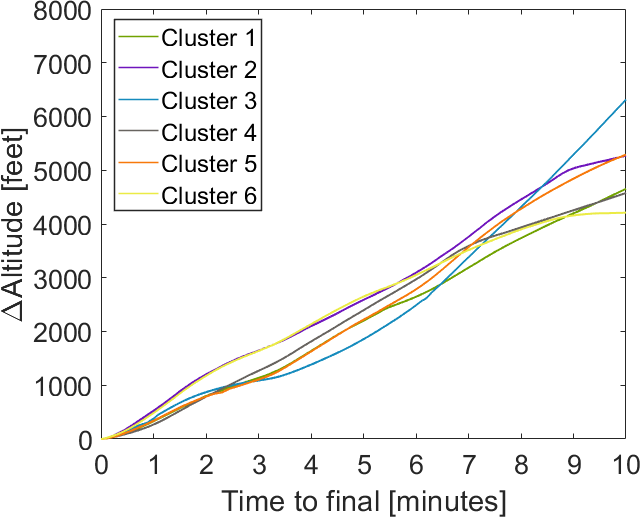 8000
7000
6000
5000
4000
3000
2000
1000
0
ΔAltitude [feet]
Cluster 1
Cluster 2
Cluster 3
Cluster 4
Cluster 5
Cluster 6
0 1 2 3 4 5 6 7 8 9 10
Time to final [minutes]